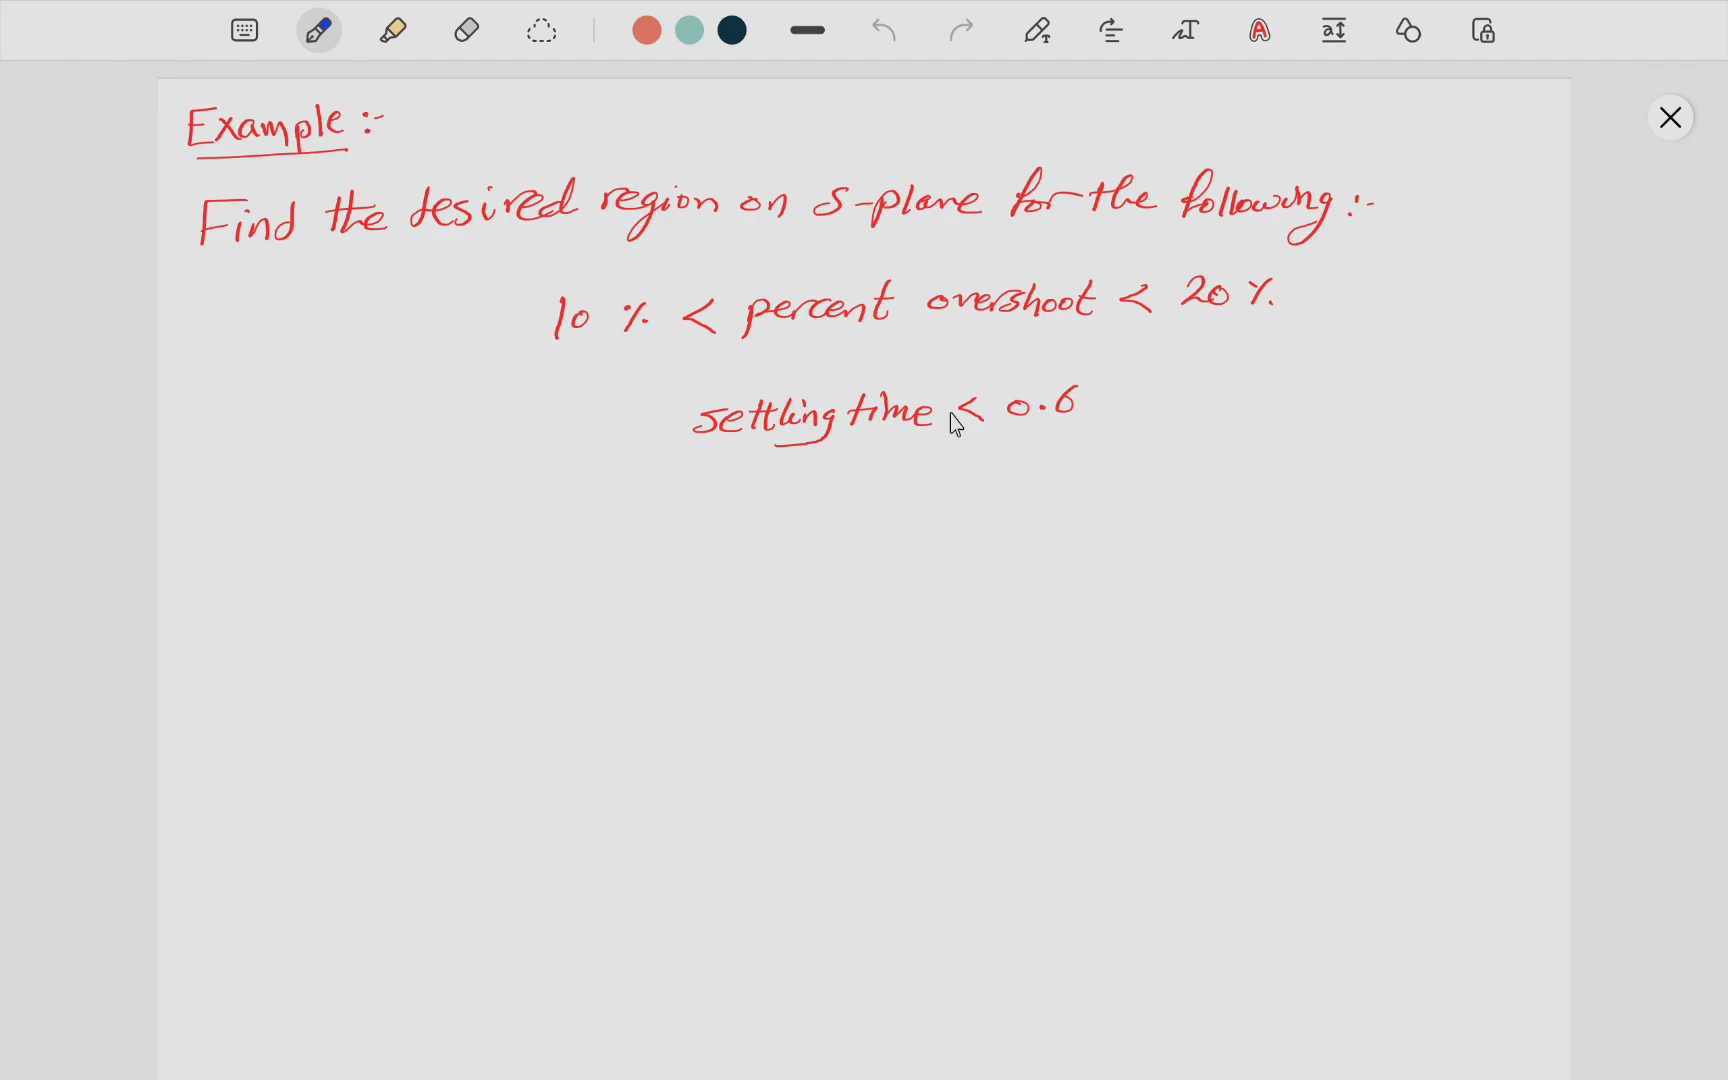 Example :-
Find the desired region on s-plane for the following :-
10 % < percent overshoot < 20 %
settling time < 0.6